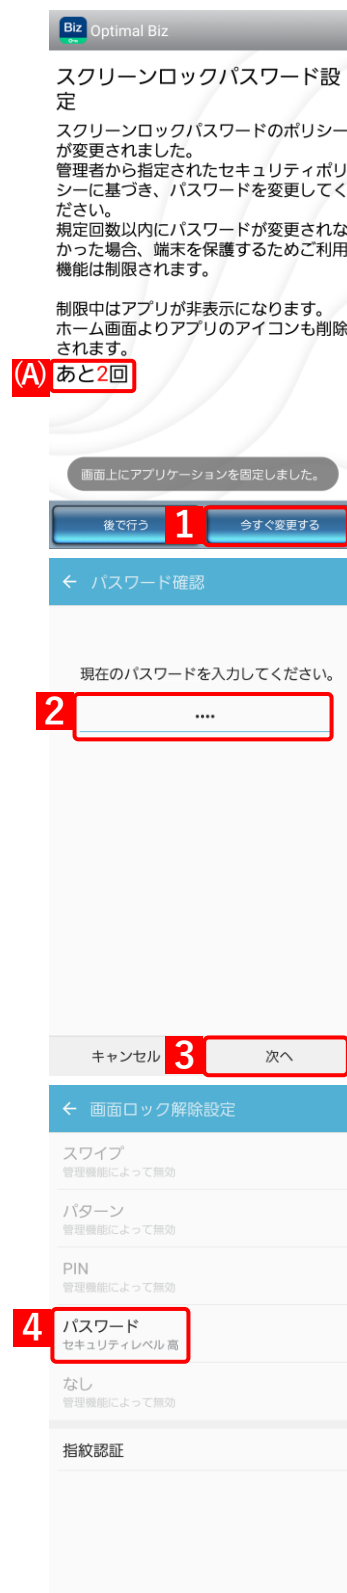 Biz Optimal Biz
スクリーンロックパスワード設
定
スクリーンロックパスワードのポリシー
が変更されました。
管理者から指定されたセキュリティポリ
シーに基づき、パスワードを変更してく
ださい。
規定回数以内にパスワードが変更されな
かった場合、端末を保護するためご利用
機能は制限されます。
制限中はアプリが非表示になります。
ホーム画面よりアプリのアイコンも削除
されます。
(A) あと2回
画面上にアプリケーションを固定しました。
後で行う 1 今すぐ変更する
← パスワード確認
現在のパスワードを入力してください。
2 ••••
キャンセル 3 次へ
← 画面ロック解除設定
スワイプ
管理機能によって無効
パターン
管理機能によって無効
PIN
管理機能によって無効
4 パスワード
セキュリティレベル 高
なし
管理機能によって無効
指紋認証